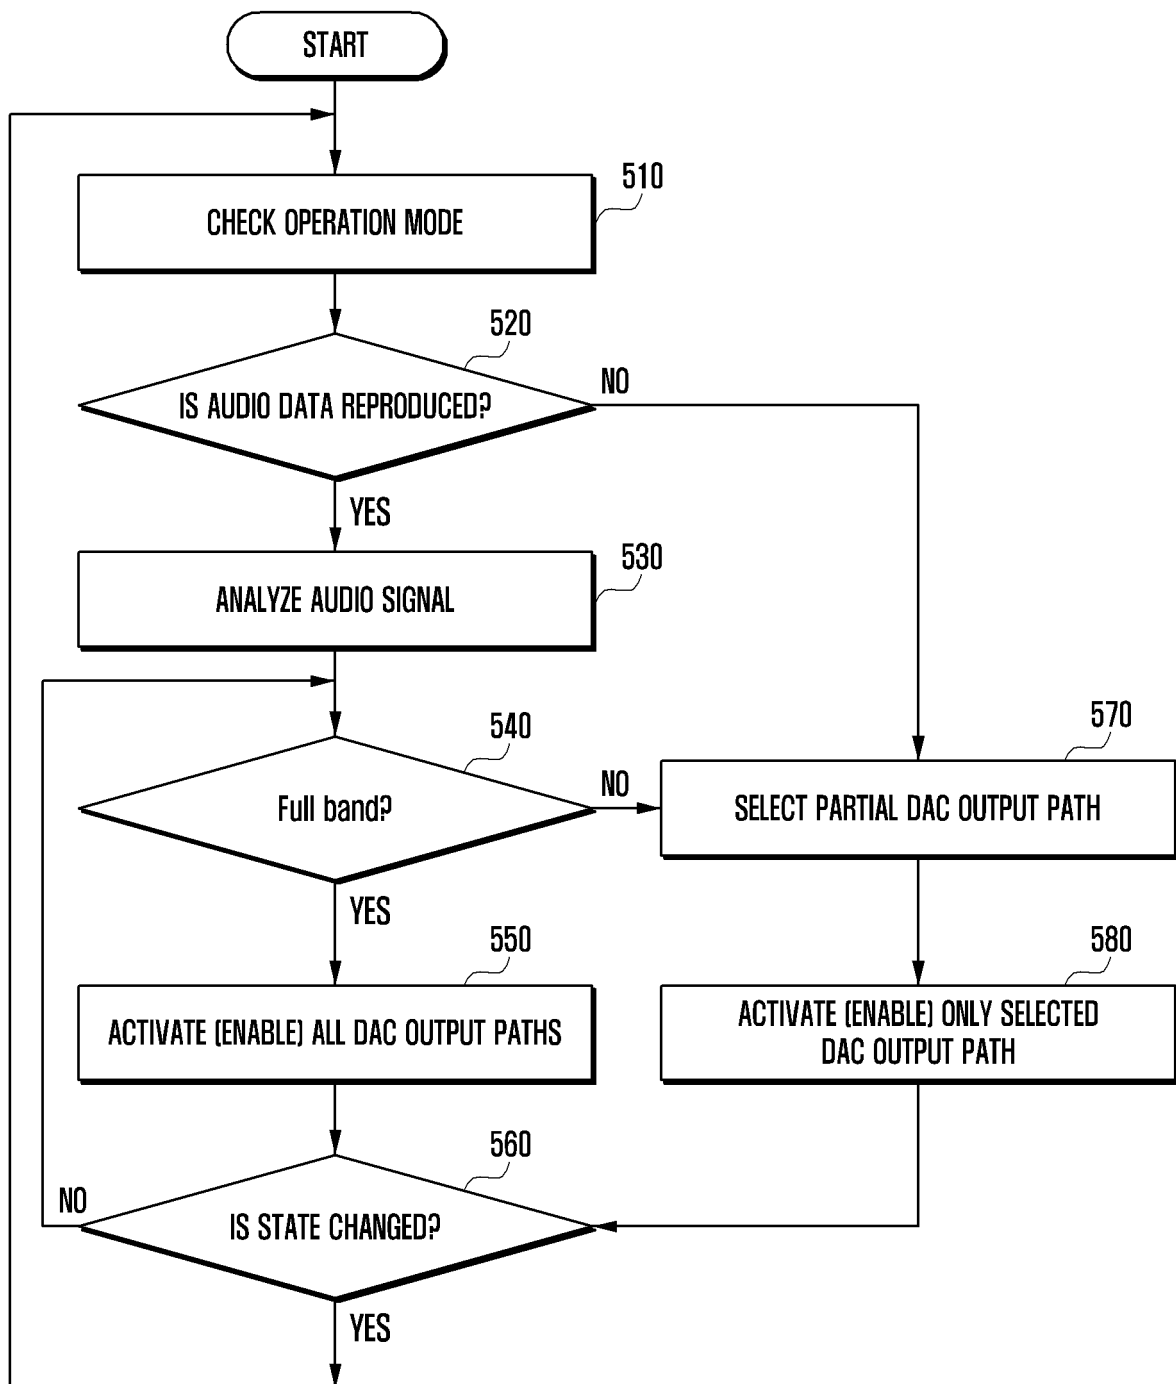 START
510
CHECK OPERATION MODE
520
IS AUDIO DATA REPRODUCED?
NO
YES
530
ANALYZE AUDIO SIGNAL
540
Full band?
NO
570
SELECT PARTIAL DAC OUTPUT PATH
YES
550
ACTIVATE (ENABLE) ALL DAC OUTPUT PATHS
580
ACTIVATE (ENABLE) ONLY SELECTED
DAC OUTPUT PATH
560
NO
IS STATE CHANGED?
YES